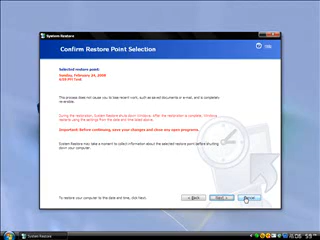 System Restore
Confirm Restore Point Selection
Help
Selected restore point:
Sunday, February 24, 2008
6:59 PM Test
This process does not cause you to lose recent work, such as saved documents or e-mail, and is completely
reversible.
During the restoration, System Restore shuts down Windows. After the restoration is complete, Windows
restarts using the settings from the date and time listed above.
Important: Before continuing, save your changes and close any open programs.
System Restore may take a moment to collect information about the selected restore point before shutting
down your computer.
To restore your computer to this date and time, click Next.
< Back
Next >
Cancel
System Restore